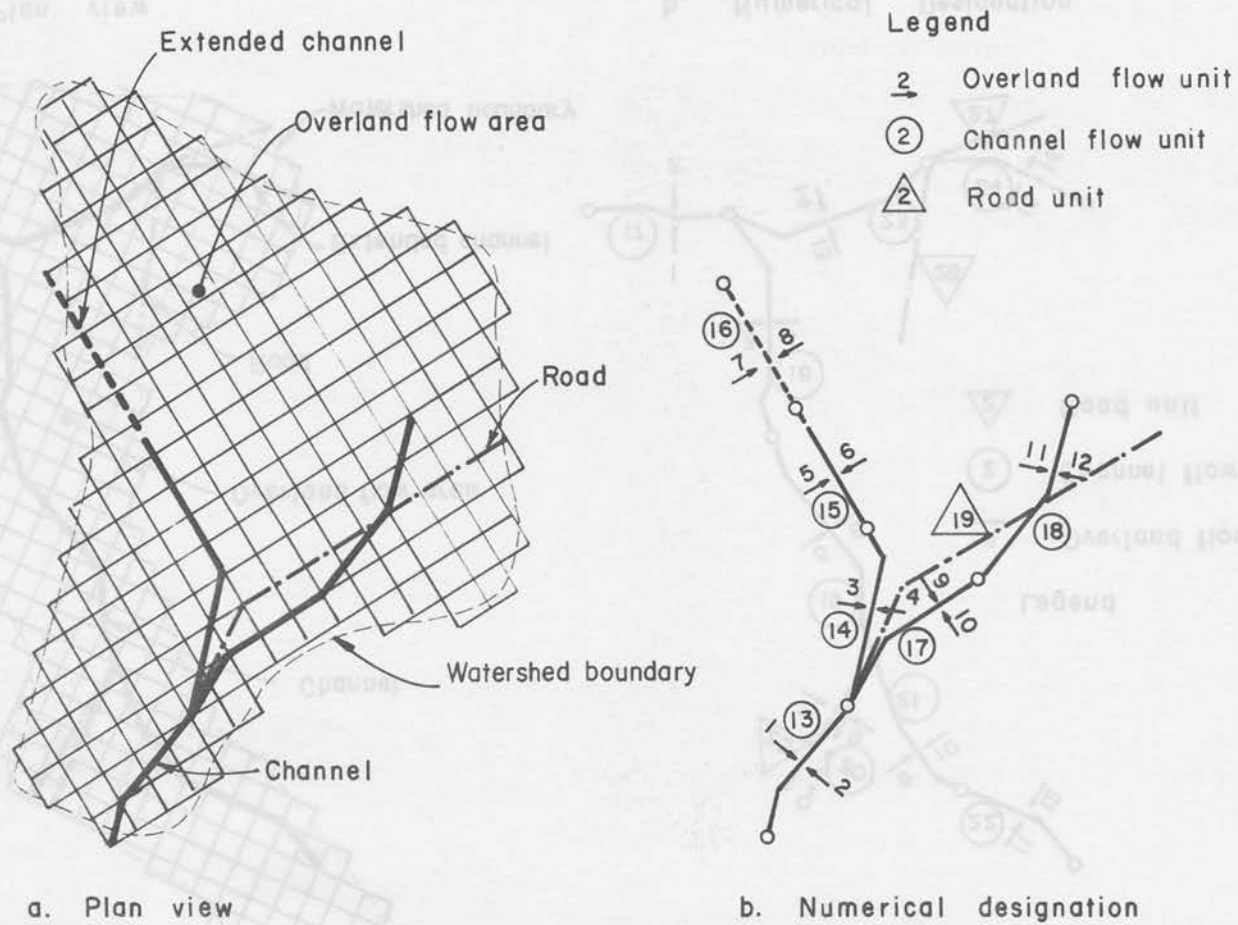 Extended channel
Overland flow area
Road
Watershed boundary
Channel
a. Plan view
Legend
2 Overland flow unit
2 Channel flow unit
2 Road unit
16
8
7
6
5
15
11
12
19
18
3
4
9
14
17
10
13
1
2
b. Numerical designation